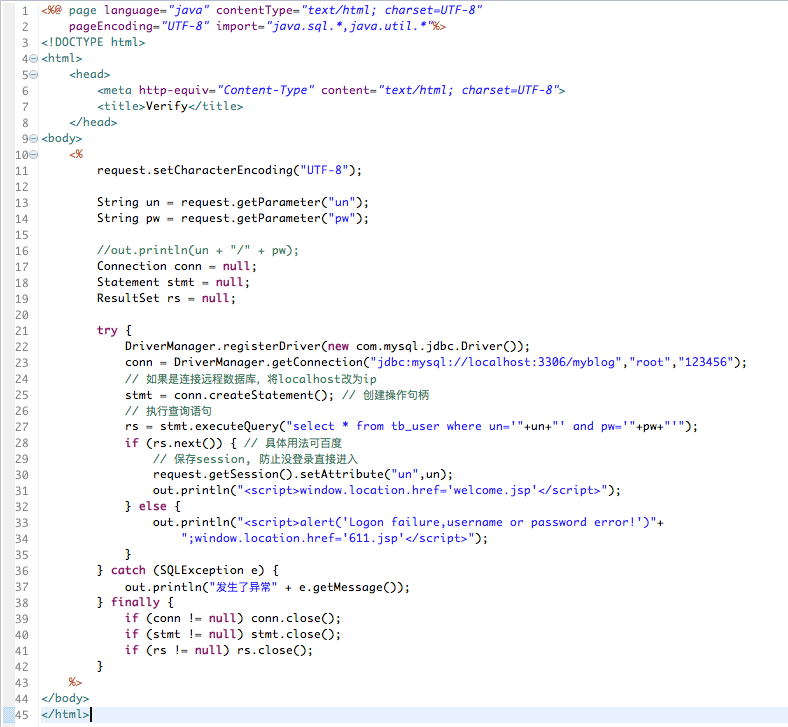 1 <%@ page language="java" contentType="text/html; charset=UTF-8"
2     pageEncoding="UTF-8" import="java.sql.*,java.util.*"%>
3 <!DOCTYPE html>
4 <html>
5     <head>
6         <meta http-equiv="Content-Type" content="text/html; charset=UTF-8">
7         <title>Verify</title>
8     </head>
9 <body>
10     <%
11         request.setCharacterEncoding("UTF-8");
12
13         String un = request.getParameter("un");
14         String pw = request.getParameter("pw");
15
16         //out.println(un + "/" + pw);
17         Connection conn = null;
18         Statement stmt = null;
19         ResultSet rs = null;
20
21         try {
22             DriverManager.registerDriver(new com.mysql.jdbc.Driver());
23             conn = DriverManager.getConnection("jdbc:mysql://localhost:3306/myblog","root","123456");
24             // 如果是连接远程数据库，将localhost改为ip
25             stmt = conn.createStatement(); // 创建操作句柄
26             // 执行查询语句
27             rs = stmt.executeQuery("select * from tb_user where un='"+un+"' and pw='"+pw+"'");
28             if (rs.next()) { // 具体用法可百度
29                 // 保存session, 防止没登录直接进入
30                 request.getSession().setAttribute("un",un);
31                 out.println("<script>window.location.href='welcome.jsp'</script>");
32             } else {
33                 out.println("<script>alert('Logon failure,username or password error!')"+
34                     ";window.location.href='611.jsp'</script>");
35             }
36         } catch (SQLException e) {
37             out.println("发生了异常" + e.getMessage());
38         } finally {
39             if (conn != null) conn.close();
40             if (stmt != null) stmt.close();
41             if (rs != null) rs.close();
42         }
43     %>
44 </body>
45 </html>